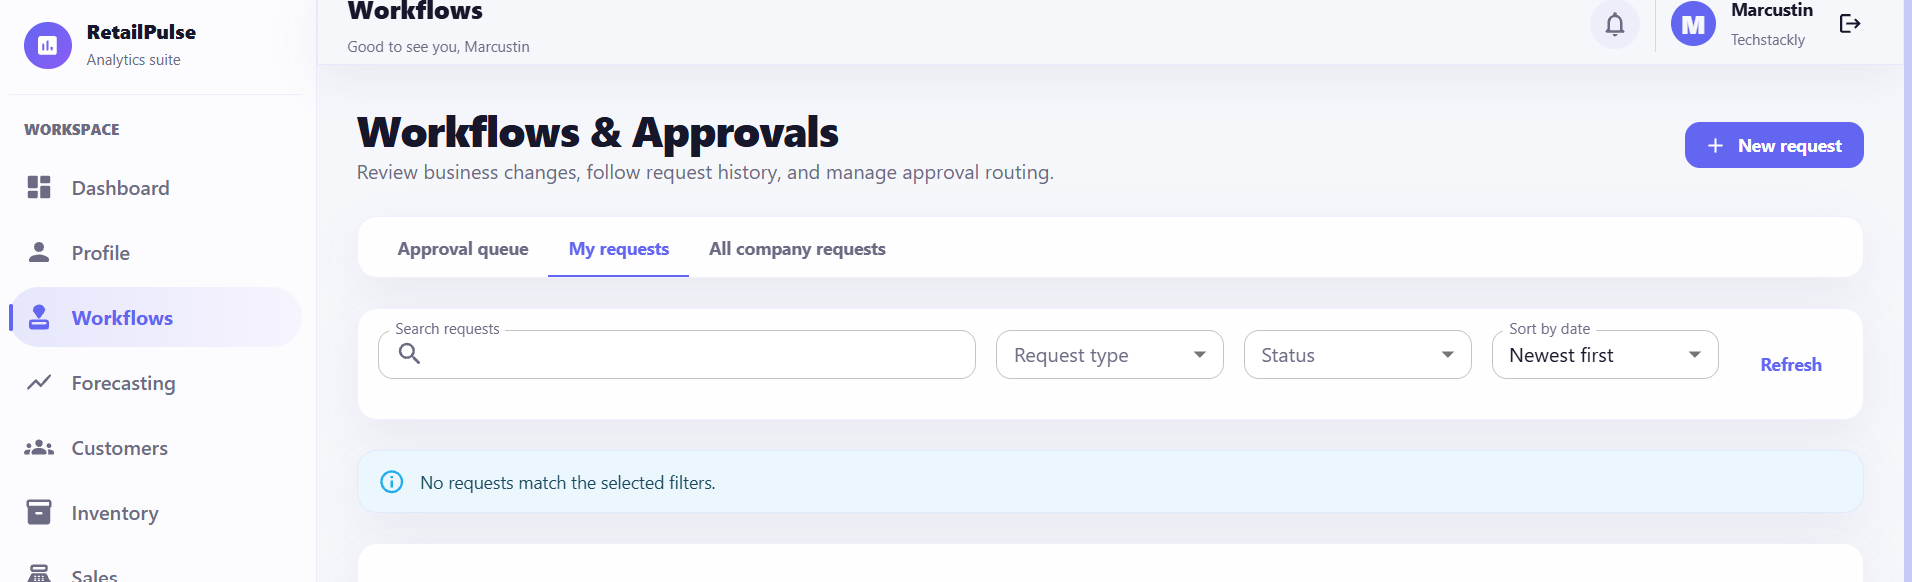 RetailPulse
Analytics suite
WORKSPACE
Dashboard
Profile
Workflows
Forecasting
Customers
Inventory
Sales
Workflows
Good to see you, Marcustin
M
Marcustin
Techstackly
Workflows & Approvals
Review business changes, follow request history, and manage approval routing.
+ New request
Approval queue
My requests
All company requests
Search requests
Request type
Status
Sort by date
Newest first
Refresh
No requests match the selected filters.